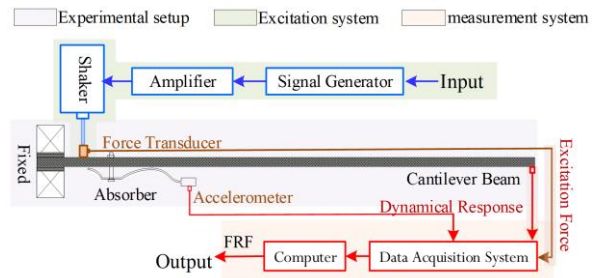 Experimental setup
Excitation system
measurement system
Shaker
Amplifier
Signal Generator
Input
Force Transducer
Fixed
Absorber
Accelerometer
Cantilever Beam
Dynamical Response
Excitation Force
FRF
Output
Computer
Data Acquisition System